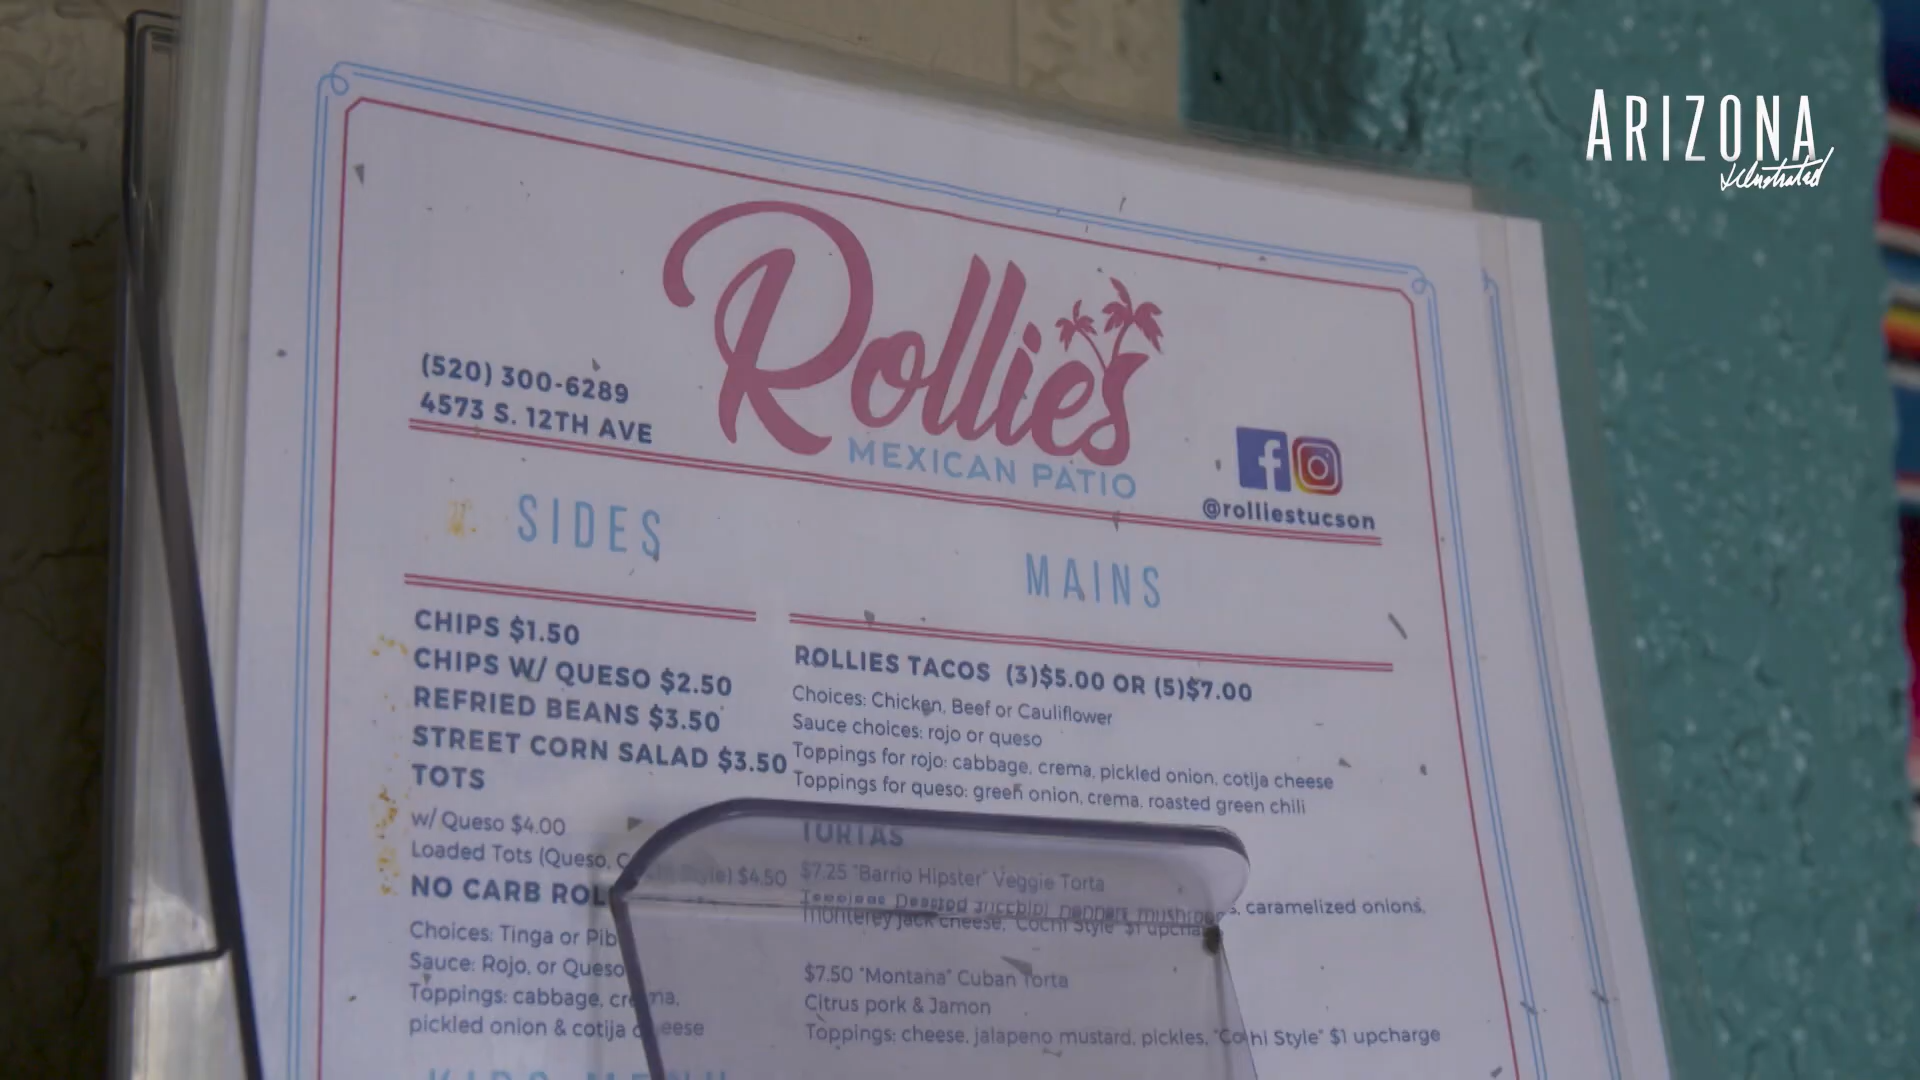 ARIZONA
Illustrated
Rollies
MEXICAN PATIO
(520) 300-6289
4573 S. 12TH AVE
@rolliestucson
SIDES
CHIPS $1.50
CHIPS W/ QUESO $2.50
REFRIED BEANS $3.50
STREET CORN SALAD $3.50
TOTS
w/ Queso $4.00
Loaded Tots (Queso, Style) $4.50
NO CARB
Choices: Tinga or
Sauce: Rojo, or Queso
Toppings: cabbage, crema,
pickled onion & cotija cheese
MAINS
ROLLIES TACOS (3)$5.00 OR (5)$7.00
Choices: Chicken, Beef or Cauliflower
Sauce choices: rojo or queso
Toppings for rojo: cabbage, crema, pickled onion, cotija cheese
Toppings for queso: green onion, crema, roasted green chili
TORTAS
$7.25 "Barrio Hipster" Veggie Torta
caramelized onions,
monterey jack cheese, "Cochi Style" $1 upcharge
$7.50 "Montana" Cuban Torta
Citrus pork & Jamon
Toppings: cheese, jalapeno mustard, pickles, "Cochi Style" $1 upcharge